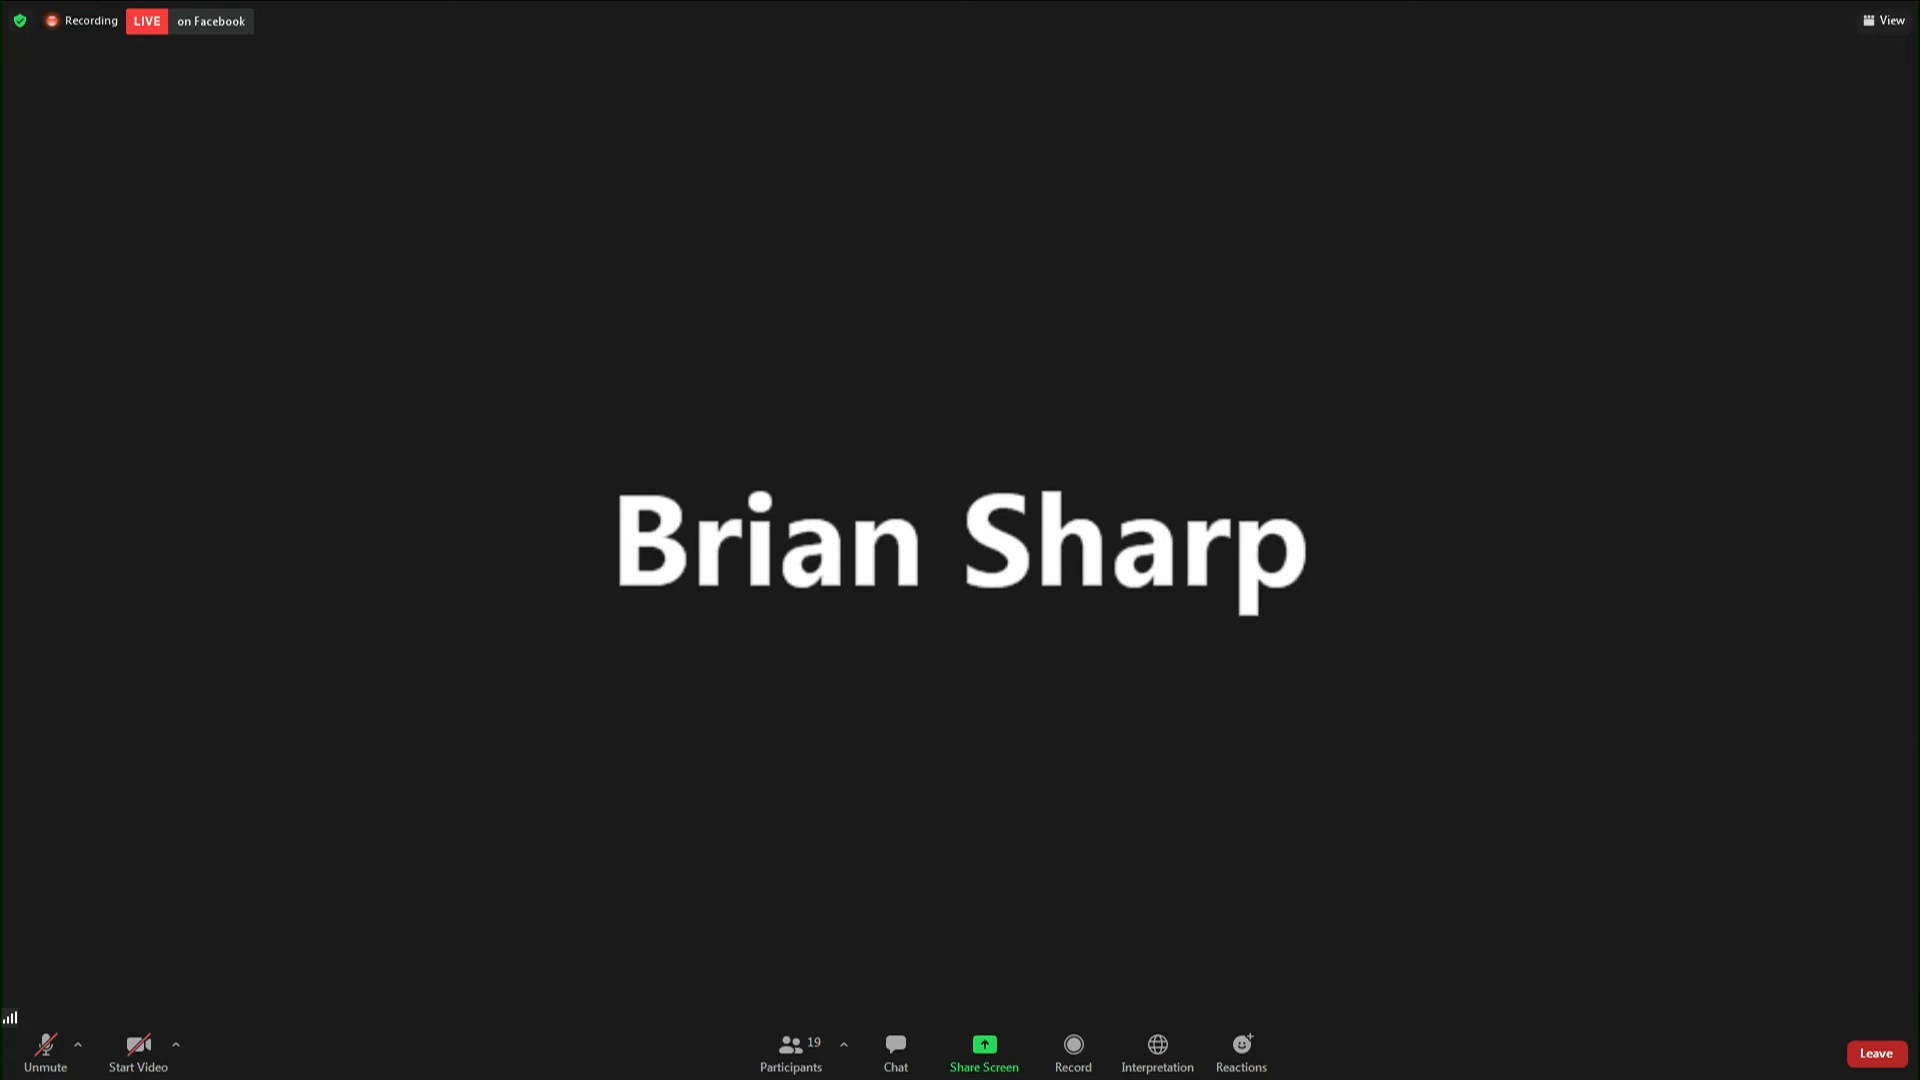 Recording LIVE on Facebook View
Brian Sharp
19
Unmute Start Video Participants Chat Share Screen Record Interpretation Reactions Leave